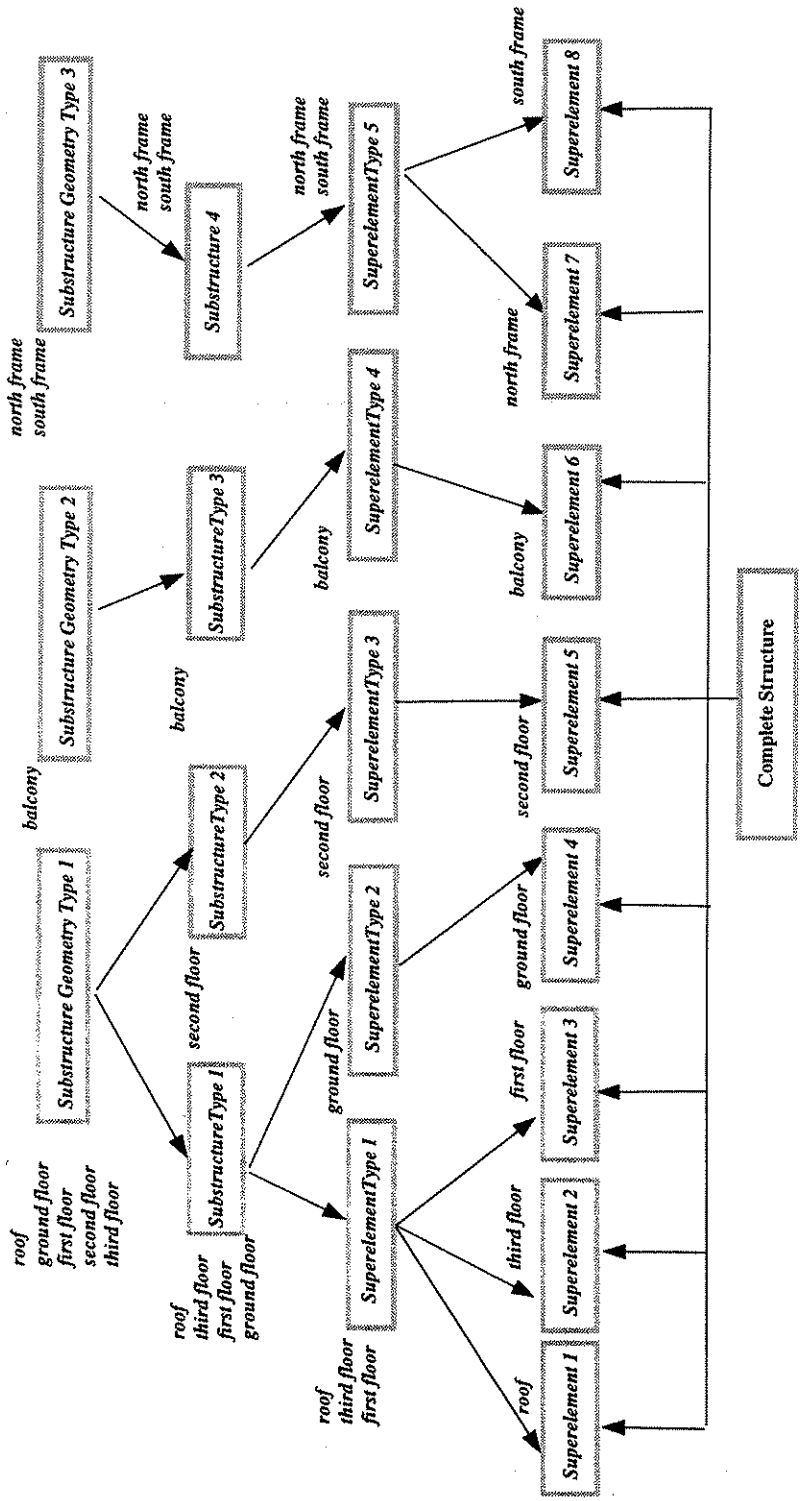 roof
ground floor
first floor
second floor
third floor
Substructure Geometry Type 1
balcony
Substructure Geometry Type 2
north frame
south frame
Substructure Geometry Type 3
roof
third floor
first floor
ground floor
SubstructureType 1
second floor
SubstructureType 2
balcony
SubstructureType 3
Substructure 4
north frame
south frame
roof
third floor
first floor
SuperelementType 1
ground floor
SuperelementType 2
second floor
SuperelementType 3
balcony
SuperelementType 4
SuperelementType 5
north frame
south frame
roof
Superelement 1
third floor
Superelement 2
first floor
Superelement 3
ground floor
Superelement 4
second floor
Superelement 5
balcony
Superelement 6
north frame
Superelement 7
south frame
Superelement 8
Complete Structure